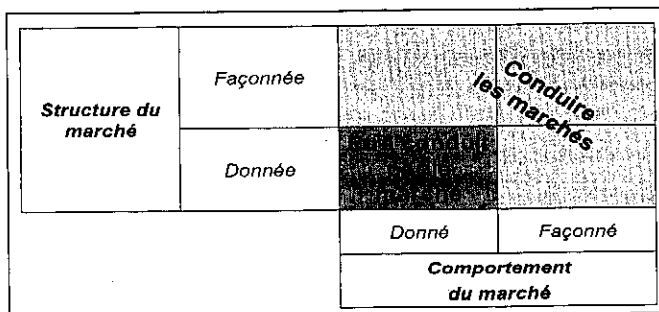 Structure du
marché
Façonnée
Donnée
Conduire
les marchés
Donné
Façonné
Comportement
du marché